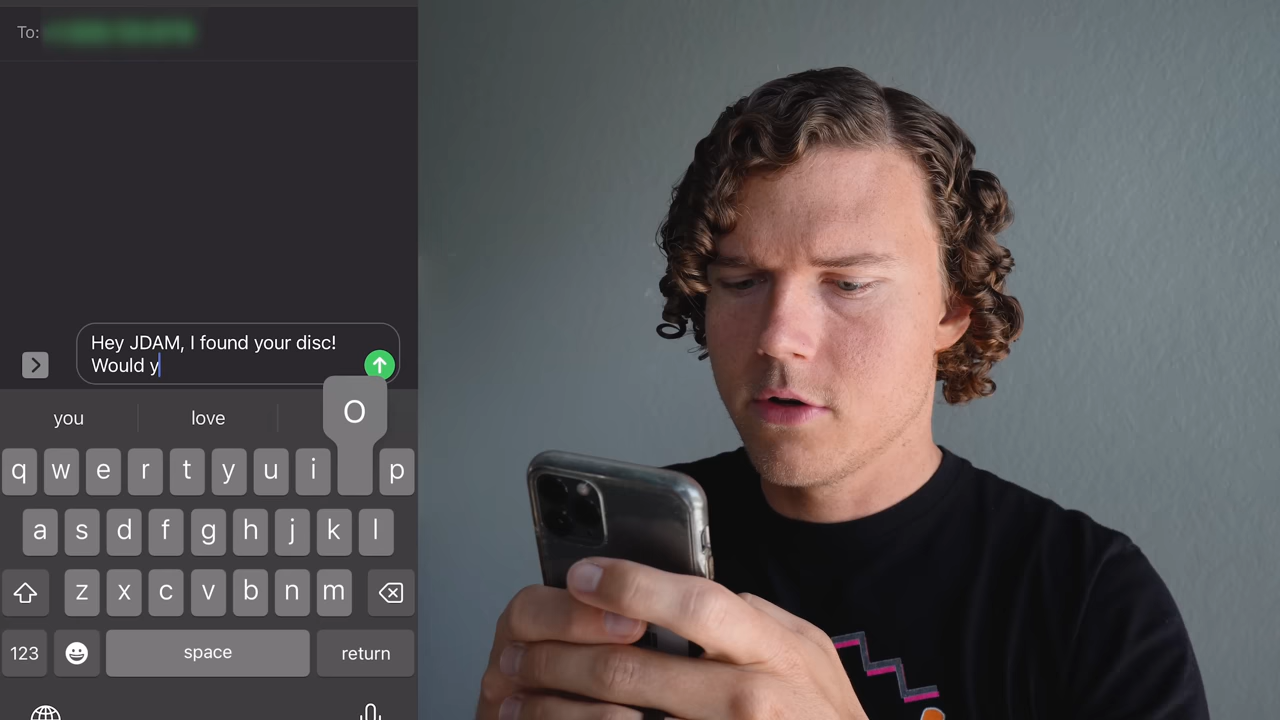 To:
Hey JDAM, I found your disc!
Would y
you love
O
q w e r t y u i p
a s d f g h j k l
z x c v b n m
123 space return